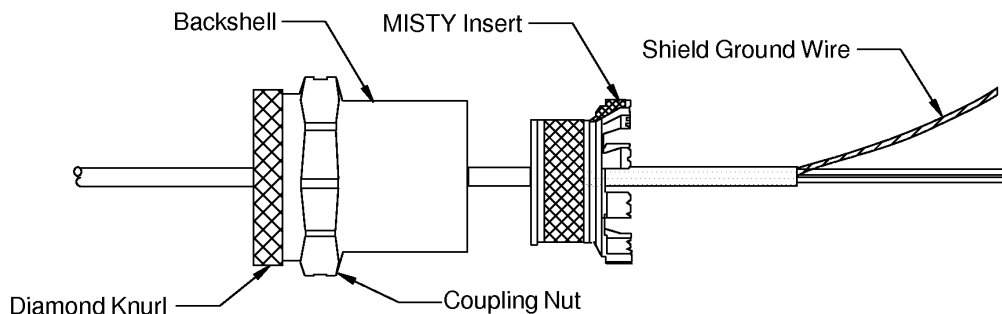 Backshell
MISTY Insert
Shield Ground Wire
Diamond Knurl
Coupling Nut